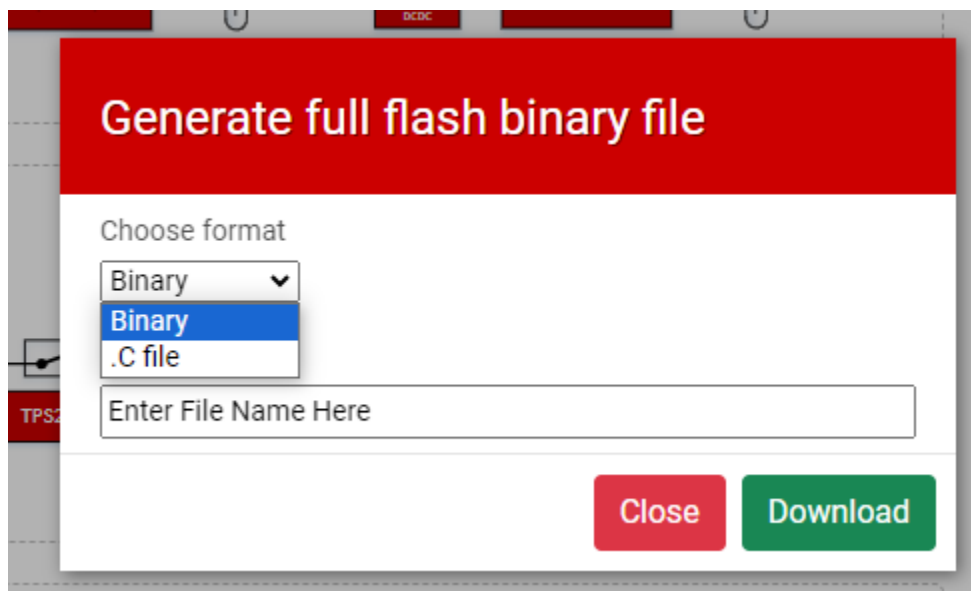 DCDC
Generate full flash binary file
Choose format
Binary
Binary
.C file
TPS2
Enter File Name Here
Close
Download